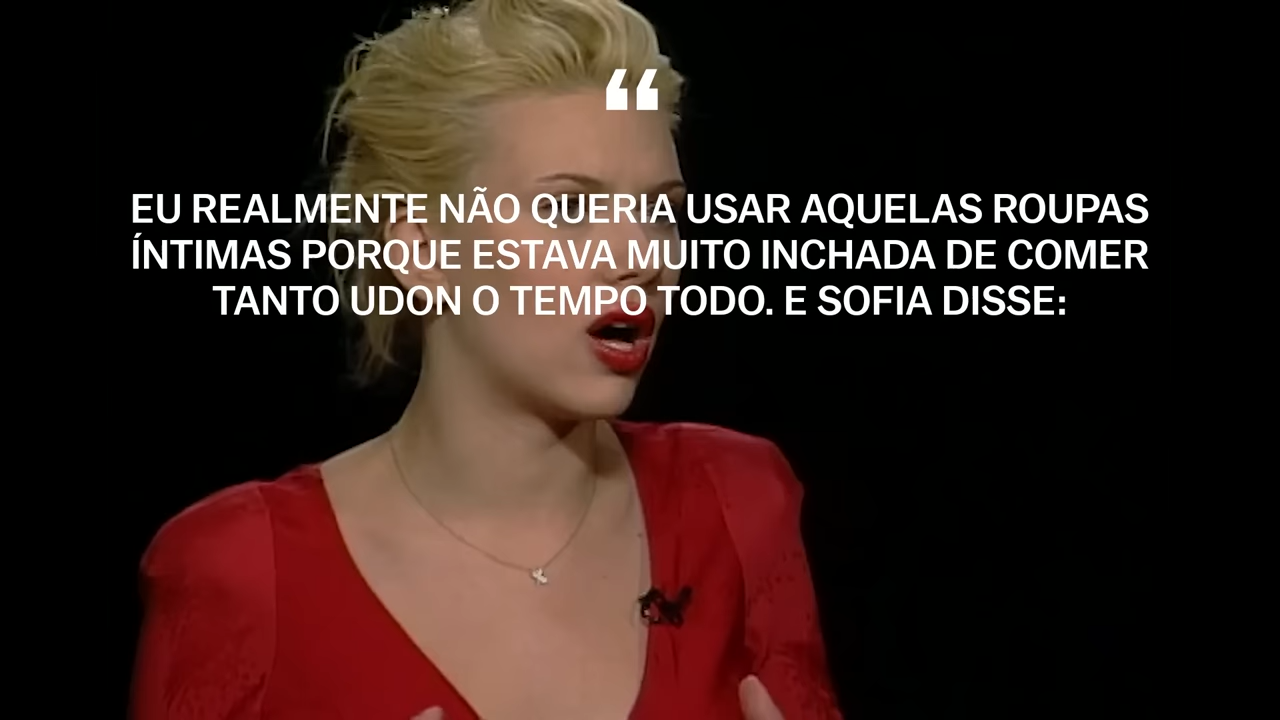 “
EU REALMENTE NÃO QUERIA USAR AQUELAS ROUPAS
ÍNTIMAS PORQUE ESTAVA MUITO INCHADA DE COMER
TANTO UDON O TEMPO TODO. E SOFIA DISSE: